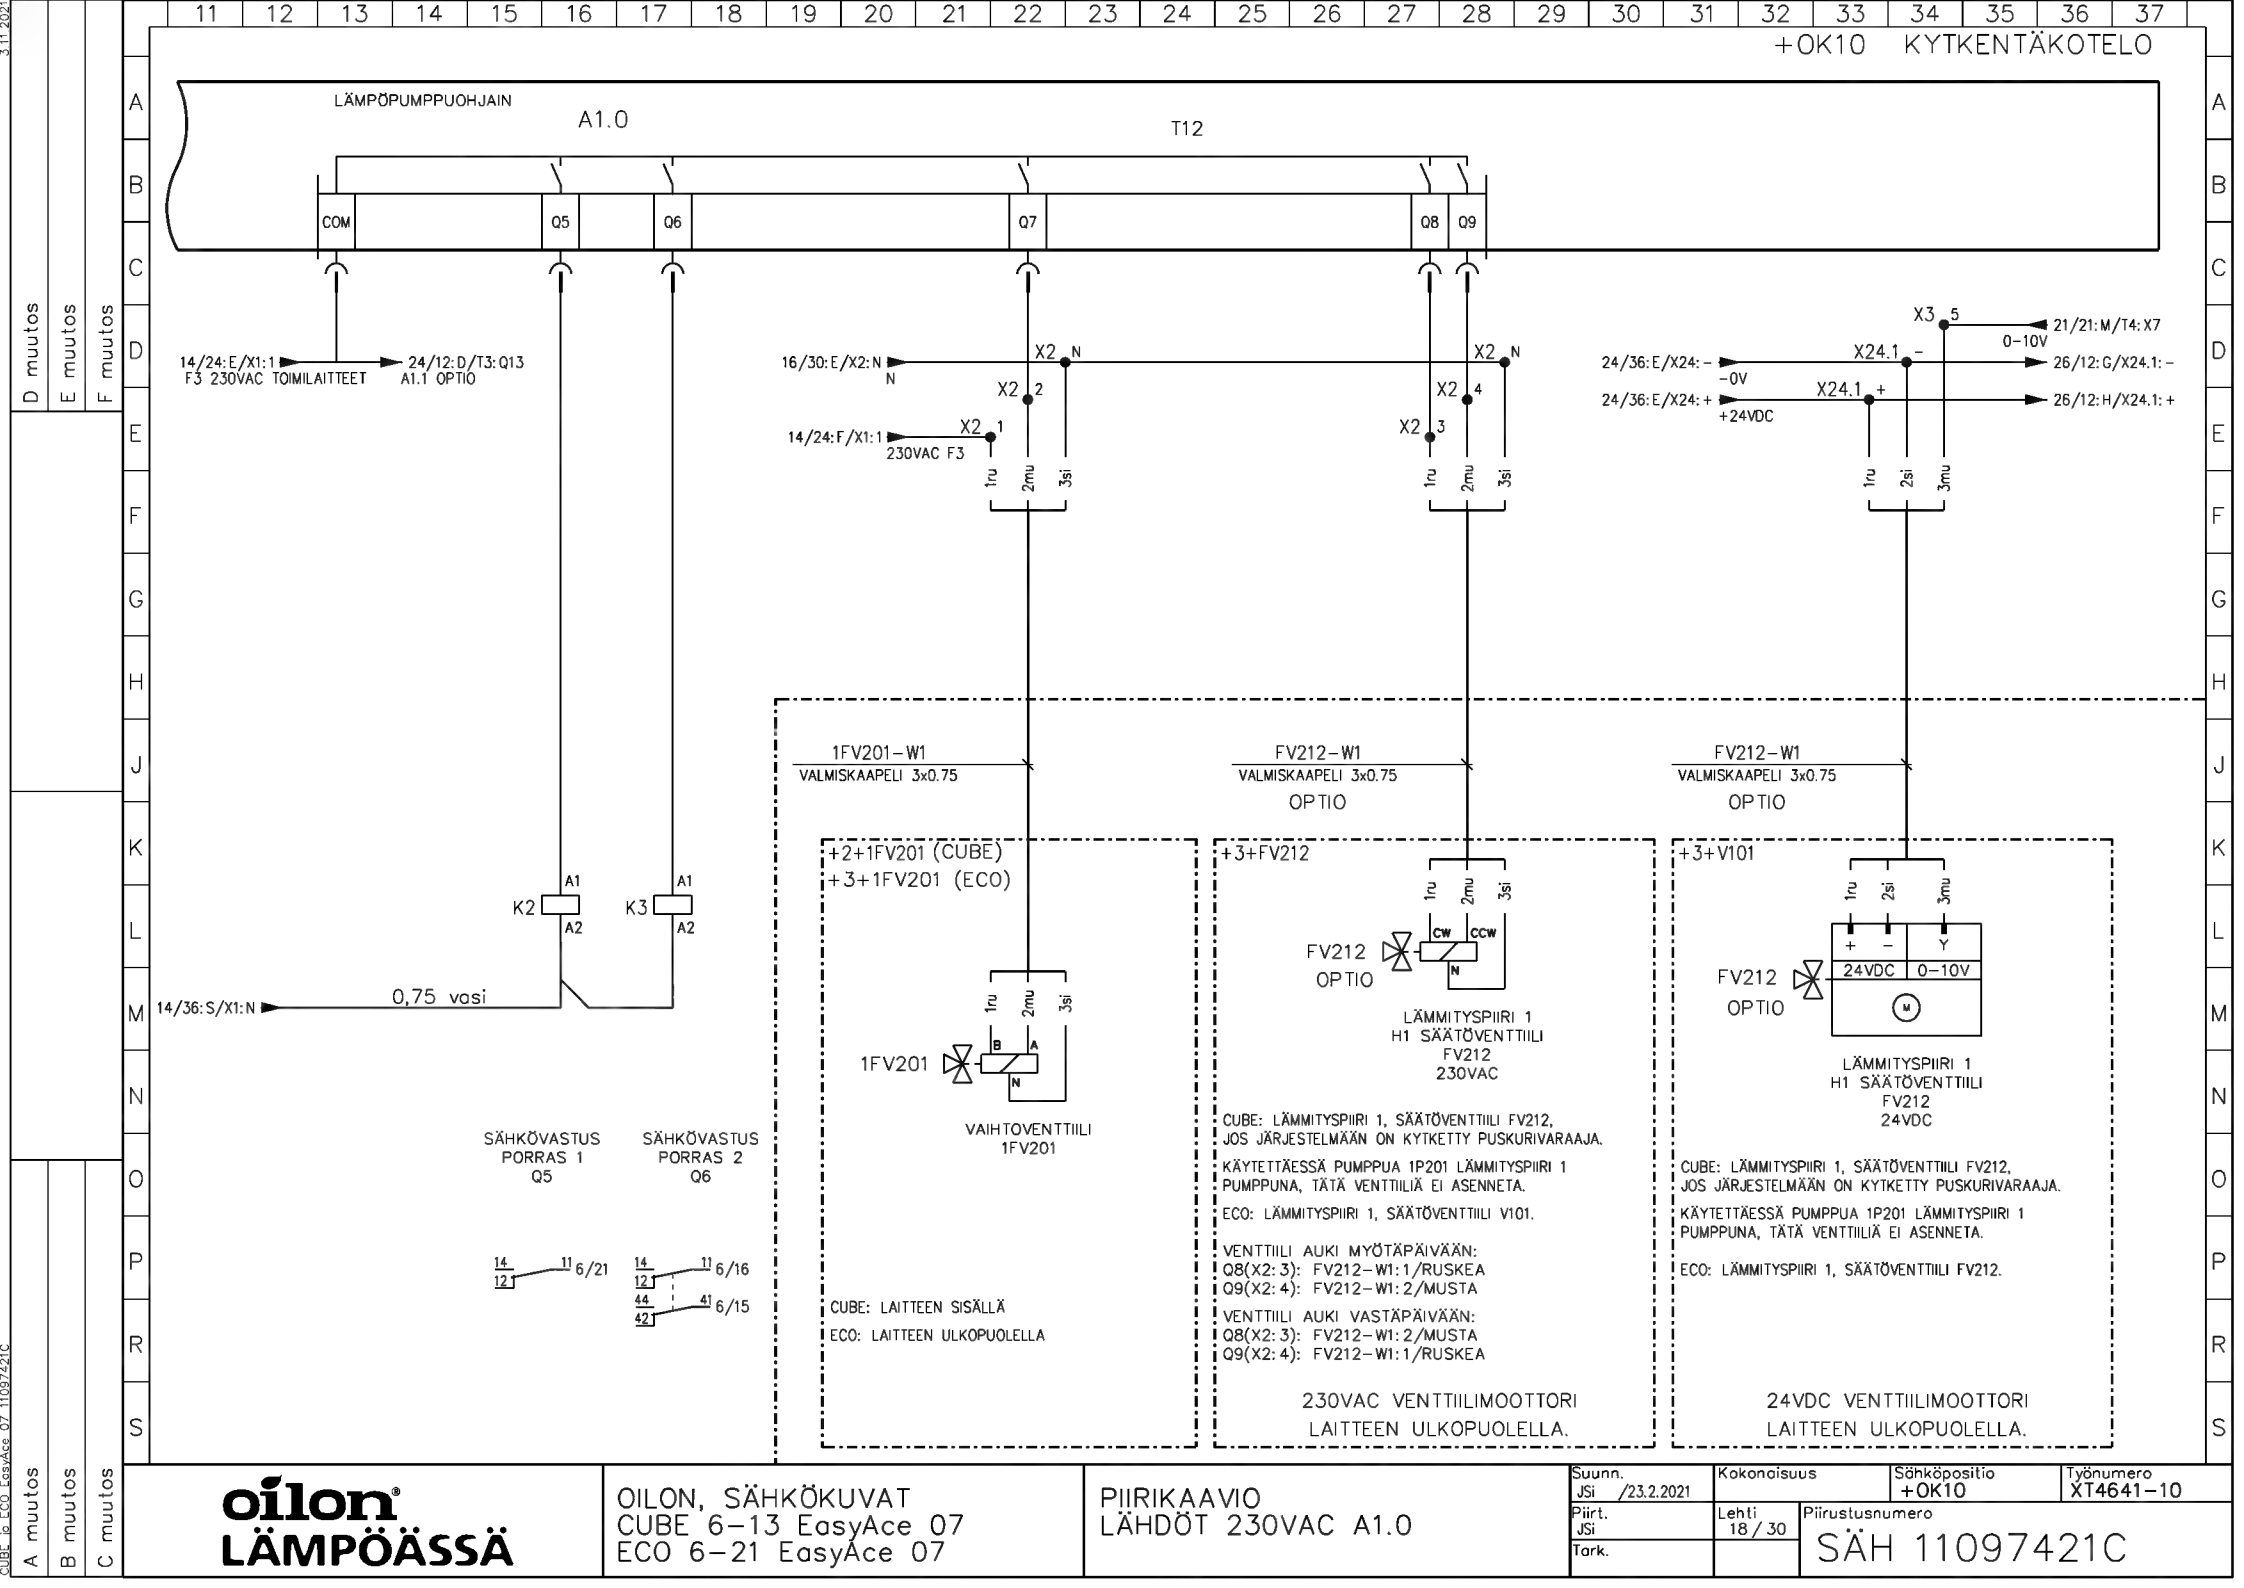 11 12 13 14 15 16 17 18 19 20 21 22 23 24 25 26 27 28 29 30 31 32 33 34 35 36 37
+OK10 KYTKENTÄKOTELO
3.11.2021
A
B
C
D
E
F
G
H
J
K
L
M
N
O
P
R
S
A
B
C
D
E
F
G
H
J
K
L
M
N
O
P
R
S
D muutos
E muutos
F muutos
A muutos
B muutos
C muutos
LÄMPÖPUMPPUOHJAIN
A1.0
T12
COM Q5 Q6 Q7 Q8 Q9
14/24:E/X1:1
F3 230VAC TOIMILAITTEET
24/12:D/T3:Q13
A1.1 OPTIO
16/30:E/X2:N
N
X2 N
X2 2
14/24:F/X1:1
230VAC F3
X2 1
X2 N
X2 4
X2 3
X3 5
21/21:M/T4:X7
0-10V
24/36:E/X24:-
-0V
X24.1 -
26/12:G/X24.1:-
24/36:E/X24:+
+24VDC
X24.1 +
26/12:H/X24.1:+
1ru 2mu 3si
1ru 2mu 3si
1ru 2si 3mu
1FV201-W1
VALMISKAAPELI 3x0.75
FV212-W1
VALMISKAAPELI 3x0.75
OPTIO
FV212-W1
VALMISKAAPELI 3x0.75
OPTIO
K2 A1 A2
K3 A1 A2
14/36:S/X1:N
0,75 vasi
SÄHKÖVASTUS
PORRAS 1
Q5
SÄHKÖVASTUS
PORRAS 2
Q6
14 12 11 6/21
14 12 11 6/16
44 42 41 6/15
+2+1FV201 (CUBE)
+3+1FV201 (ECO)
1ru 2mu 3si
B A
1FV201
N
VAIHTOVENTTIILI
1FV201
CUBE: LAITTEEN SISÄLLÄ
ECO: LAITTEEN ULKOPUOLELLA
+3+FV212
1ru 2mu 3si
CW CCW
FV212
N
OPTIO
LÄMMITYSPIIRI 1
H1 SÄÄTÖVENTTIILI
FV212
230VAC
CUBE: LÄMMITYSPIIRI 1, SÄÄTÖVENTTIILI FV212,
JOS JÄRJESTELMÄÄN ON KYTKETTY PUSKURIVARAAJA.
KÄYTETTÄESSÄ PUMPPUA 1P201 LÄMMITYSPIIRI 1
PUMPPUNA, TÄTÄ VENTTIILIÄ EI ASENNETA.
ECO: LÄMMITYSPIIRI 1, SÄÄTÖVENTTIILI V101.
VENTTIILI AUKI MYÖTÄPÄIVÄÄN:
Q8(X2:3): FV212-W1:1/RUSKEA
Q9(X2:4): FV212-W1:2/MUSTA
VENTTIILI AUKI VASTÄPÄIVÄÄN:
Q8(X2:3): FV212-W1:2/MUSTA
Q9(X2:4): FV212-W1:1/RUSKEA
230VAC VENTTIILIMOOTTORI
LAITTEEN ULKOPUOLELLA.
+3+V101
1ru 2si 3mu
+ - Y
24VDC 0-10V
M
FV212
OPTIO
LÄMMITYSPIIRI 1
H1 SÄÄTÖVENTTIILI
FV212
24VDC
CUBE: LÄMMITYSPIIRI 1, SÄÄTÖVENTTIILI FV212,
JOS JÄRJESTELMÄÄN ON KYTKETTY PUSKURIVARAAJA.
KÄYTETTÄESSÄ PUMPPUA 1P201 LÄMMITYSPIIRI 1
PUMPPUNA, TÄTÄ VENTTIILIÄ EI ASENNETA.
ECO: LÄMMITYSPIIRI 1, SÄÄTÖVENTTIILI FV212.
24VDC VENTTIILIMOOTTORI
LAITTEEN ULKOPUOLELLA.
CUBE ja ECO EasyAce 07 11097421C
oilon®
LÄMPÖÄSSÄ
OILON, SÄHKÖKUVAT
CUBE 6-13 EasyAce 07
ECO 6-21 EasyAce 07
PIIRIKAAVIO
LÄHDÖT 230VAC A1.0
Suunn.
JSi /23.2.2021
Piirt.
JSi
Tark.
Kokonaisuus
Sähköpositio
+OK10
Työnumero
XT4641-10
Lehti
18/30
Piirustusnumero
SÄH 11097421C